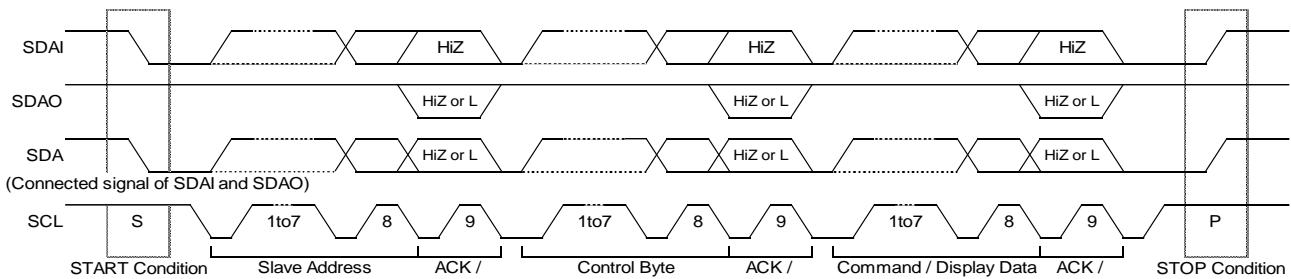 SDAI HiZ HiZ HiZ
SDAO HiZ or L HiZ or L HiZ or L
SDA HiZ or L HiZ or L HiZ or L
(Connected signal of SDAI and SDAO)
SCL S 1to7 8 9 1to7 8 9 1to7 8 9 P
START Condition Slave Address ACK / Control Byte ACK / Command / Display Data ACK / STOP Condition